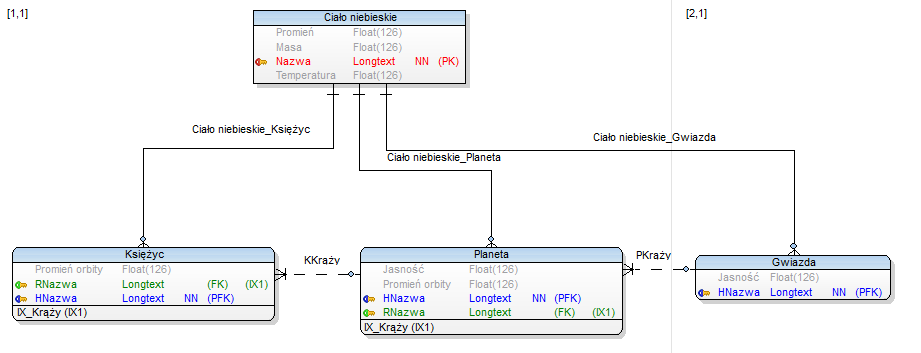 [1,1]
[2,1]
Ciało niebieskie
Promień Float(126)
Masa Float(126)
Nazwa Longtext NN (PK)
Temperatura Float(126)
Ciało niebieskie_Księżyc
Ciało niebieskie_Planeta
Ciało niebieskie_Gwiazda
Księżyc
Promień orbity Float(126)
RNazwa Longtext (FK) (IX1)
HNazwa Longtext NN (PFK)
IX_Krąży (IX1)
KKrąży
Planeta
Jasność Float(126)
Promień orbity Float(126)
HNazwa Longtext NN (PFK)
RNazwa Longtext (FK) (IX1)
IX_Krąży (IX1)
PKrąży
Gwiazda
Jasność Float(126)
HNazwa Longtext NN (PFK)